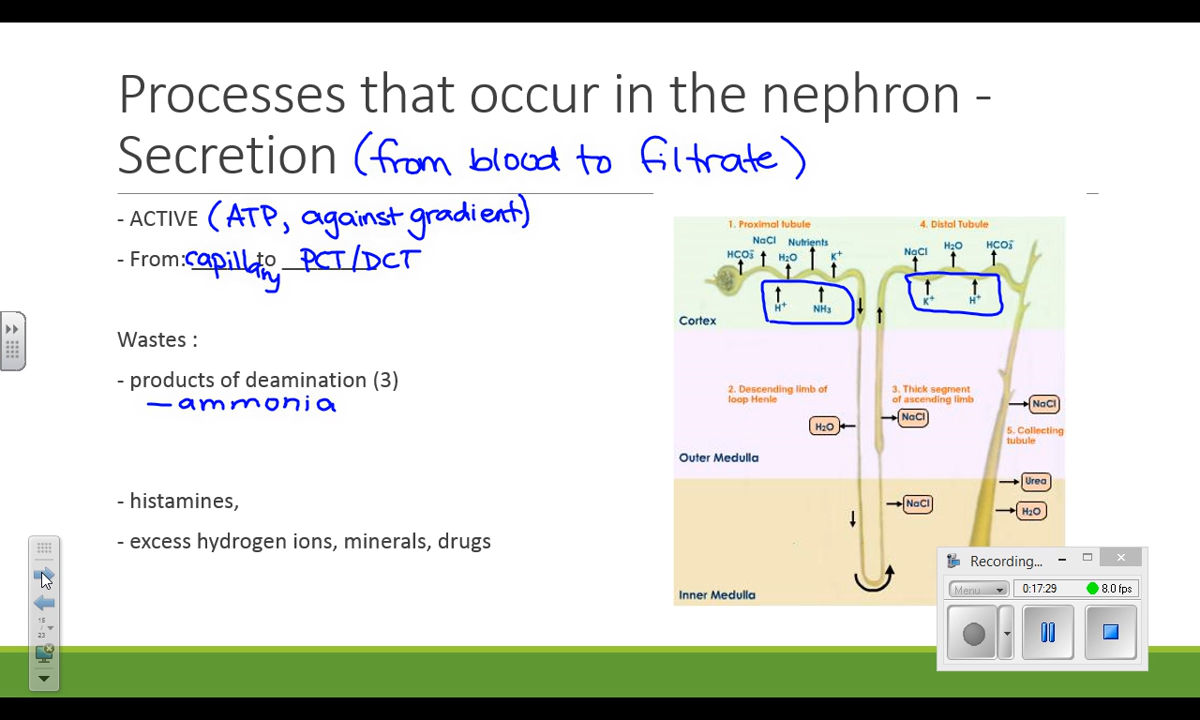 Processes that occur in the nephron -
Secretion (from blood to filtrate)
- ACTIVE (ATP, against gradient)
- From: capillary to PCT/DCT
Wastes :
- products of deamination (3)
- ammonia
- histamines,
- excess hydrogen ions, minerals, drugs
1. Proximal tubule
HCO₃⁻ NaCl H₂O Nutrients K⁺
H⁺ NH₃
4. Distal Tubule
NaCl H₂O HCO₃⁻
K⁺ H⁺
Cortex
2. Descending limb of
loop Henle
H₂O
3. Thick segment
of ascending limb
NaCl
NaCl
5. Collecting
tubule
Outer Medulla
Urea
NaCl
H₂O
Inner Medulla
Recording...
Menu 0:17:29 8.0 fps
15
/
23